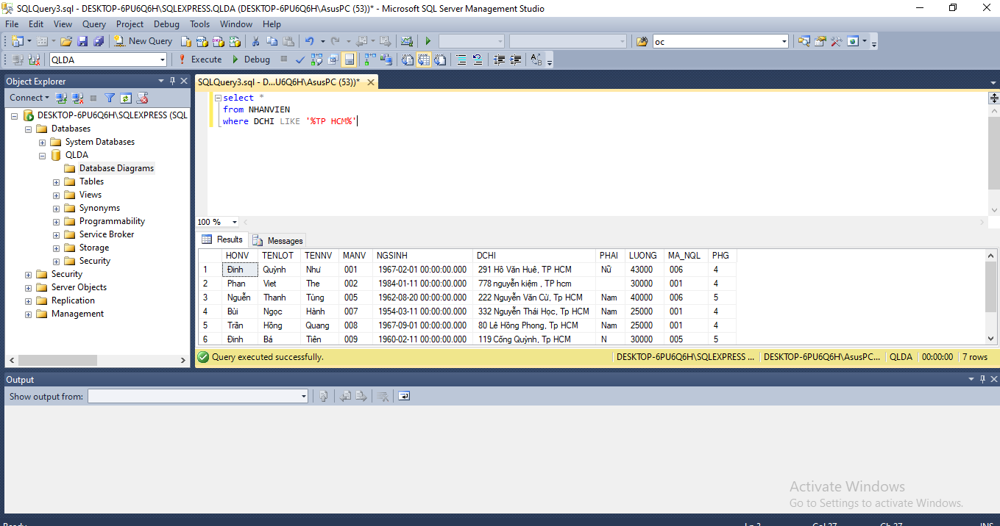 SQLQuery3.sql - DESKTOP-6PU6Q6H\SQLEXPRESS.QLDA (DESKTOP-6PU6Q6H\AsusPC (53))* - Microsoft SQL Server Management Studio
File Edit View Query Project Debug Tools Window Help
New Query oc
QLDA Execute Debug
Object Explorer
Connect
DESKTOP-6PU6Q6H\SQLEXPRESS (SQL
Databases
System Databases
QLDA
Database Diagrams
Tables
Views
Synonyms
Programmability
Service Broker
Storage
Security
Security
Server Objects
Replication
Management
SQLQuery3.sql - D...U6Q6H\AsusPC (53))*
select *
from NHANVIEN
where DCHI LIKE '%TP HCM%'
100 %
Results Messages
HONV TENLOT TENNV MANV NGSINH DCHI PHAI LUONG MA_NQL PHG
1 Đinh Quỳnh Như 001 1967-02-01 00:00:00.000 291 Hồ Văn Huê, TP HCM Nữ 43000 006 4
2 Phan Viet The 002 1984-01-11 00:00:00.000 778 nguyễn kiệm , TP hcm 30000 001 4
3 Nguễn Thanh Tùng 005 1962-08-20 00:00:00.000 222 Nguyễn Văn Cừ, Tp HCM Nam 40000 006 5
4 Bùi Ngọc Hành 007 1954-03-11 00:00:00.000 332 Nguyễn Thái Học, Tp HCM Nam 25000 001 4
5 Trần Hồng Quang 008 1967-09-01 00:00:00.000 80 Lê Hồng Phong, Tp HCM Nam 25000 001 4
6 Đinh Bá Tiên 009 1960-02-11 00:00:00.000 119 Cống Quỳnh, Tp HCM N 30000 005 5
Query executed successfully. DESKTOP-6PU6Q6H\SQLEXPRESS ... DESKTOP-6PU6Q6H\AsusPC... QLDA 00:00:00 7 rows
Output
Show output from:
Activate Windows
Go to Settings to activate Windows.